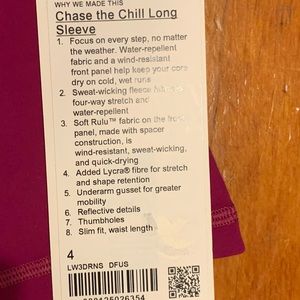 WHY WE MADE THIS
Chase the Chill Long
Sleeve
1. Focus on every step, no matter
the weather. Water-repellent
fabric and a wind-resistant
front panel help keep your core
dry on cold, wet runs
2. Sweat-wicking fleece
four-way stretch and
water-repellent
3. Soft Rulu™ fabric on the front
panel, made with spacer
construction, is
wind-resistant, sweat-wicking,
and quick-drying
4. Added Lycra® fibre for stretch
and shape retention
5. Underarm gusset for greater
mobility
6. Reflective details
7. Thumbholes
8. Slim fit, waist length
4
LW3DRNS DFUS